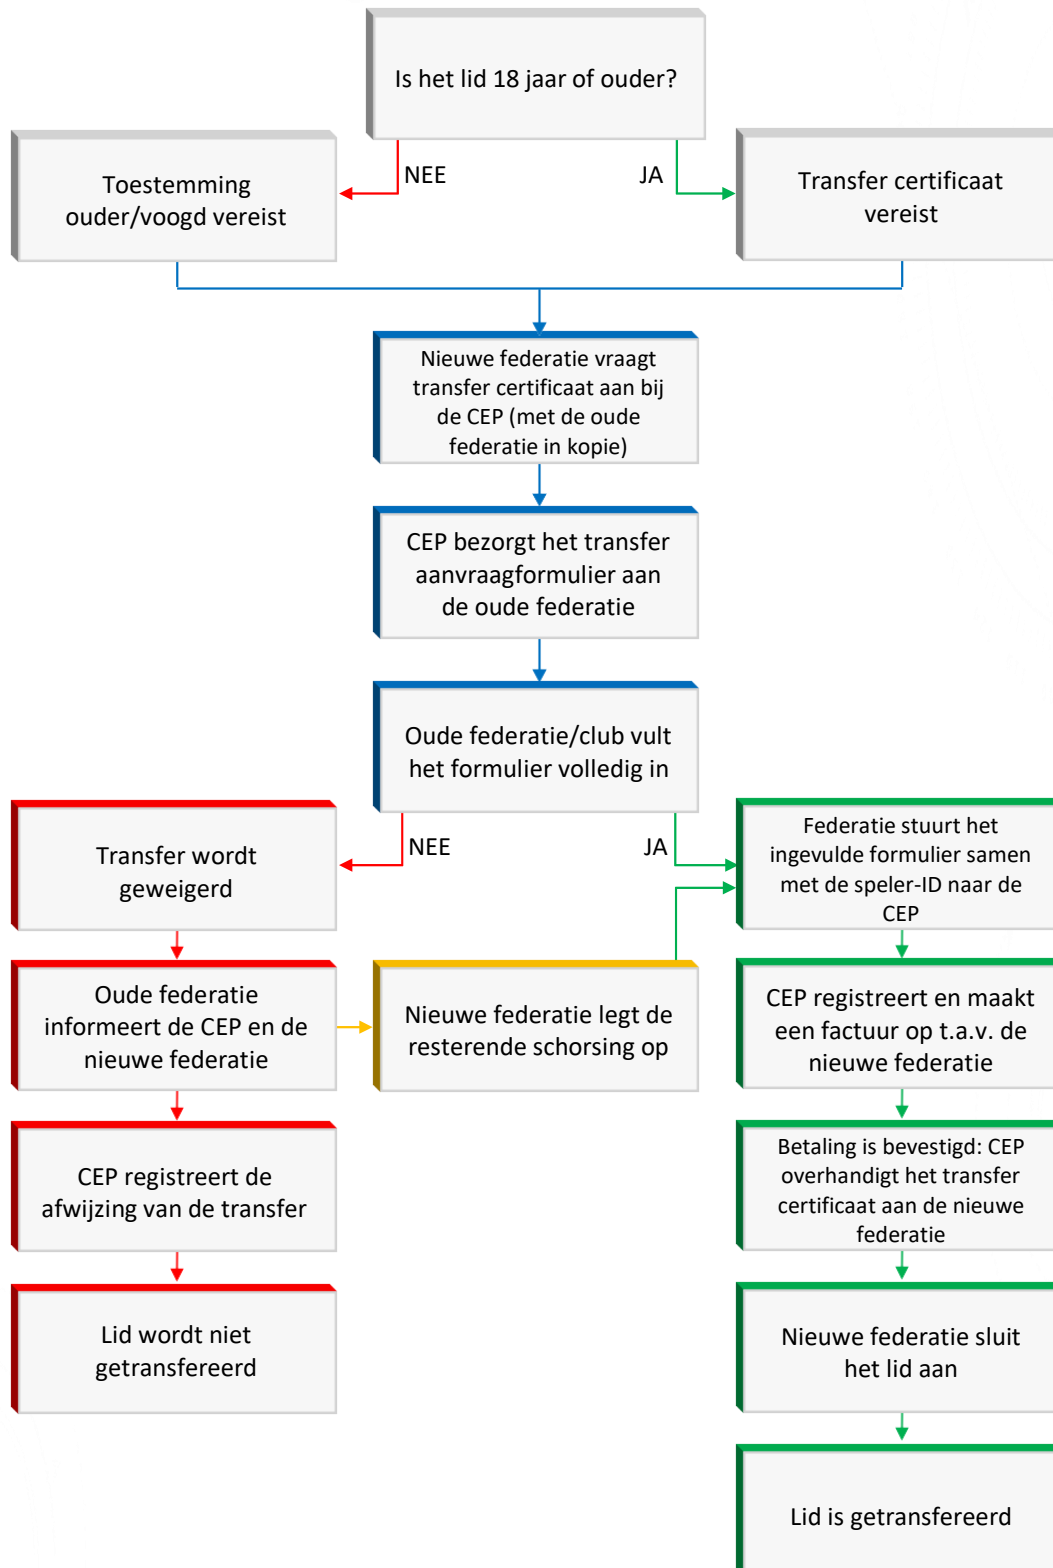 Is het lid 18 jaar of ouder?
NEE
JA
Toestemming
ouder/voogd vereist
Transfer certificaat
vereist
Nieuwe federatie vraagt
transfer certificaat aan bij
de CEP (met de oude
federatie in kopie)
CEP bezorgt het transfer
aanvraagformulier aan
de oude federatie
Oude federatie/club vult
het formulier volledig in
NEE
JA
Transfer wordt
geweigerd
Federatie stuurt het
ingevulde formulier samen
met de speler-ID naar de
CEP
Oude federatie
informeert de CEP en de
nieuwe federatie
Nieuwe federatie legt de
resterende schorsing op
CEP registreert en maakt
een factuur op t.a.v. de
nieuwe federatie
CEP registreert de
afwijzing van de transfer
Betaling is bevestigd: CEP
overhandigt het transfer
certificaat aan de nieuwe
federatie
Lid wordt niet
getransfereerd
Nieuwe federatie sluit
het lid aan
Lid is getransfereerd